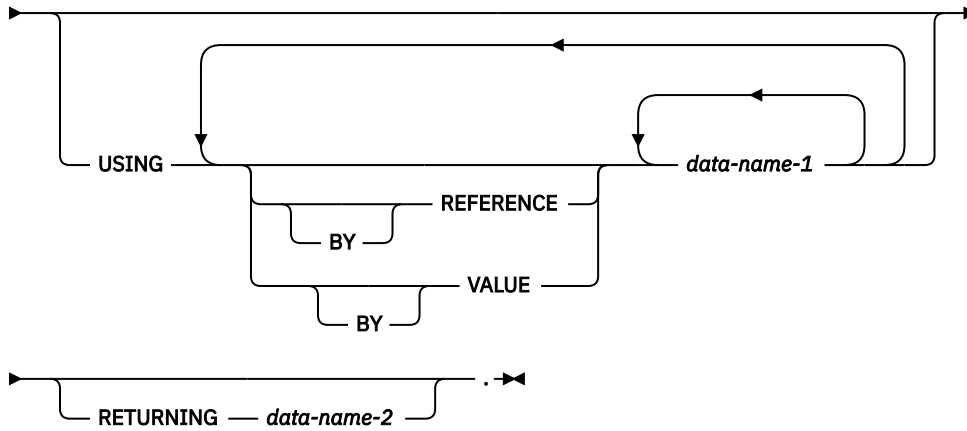 USING data-name-1
REFERENCE
BY
VALUE
BY
.
RETURNING data-name-2